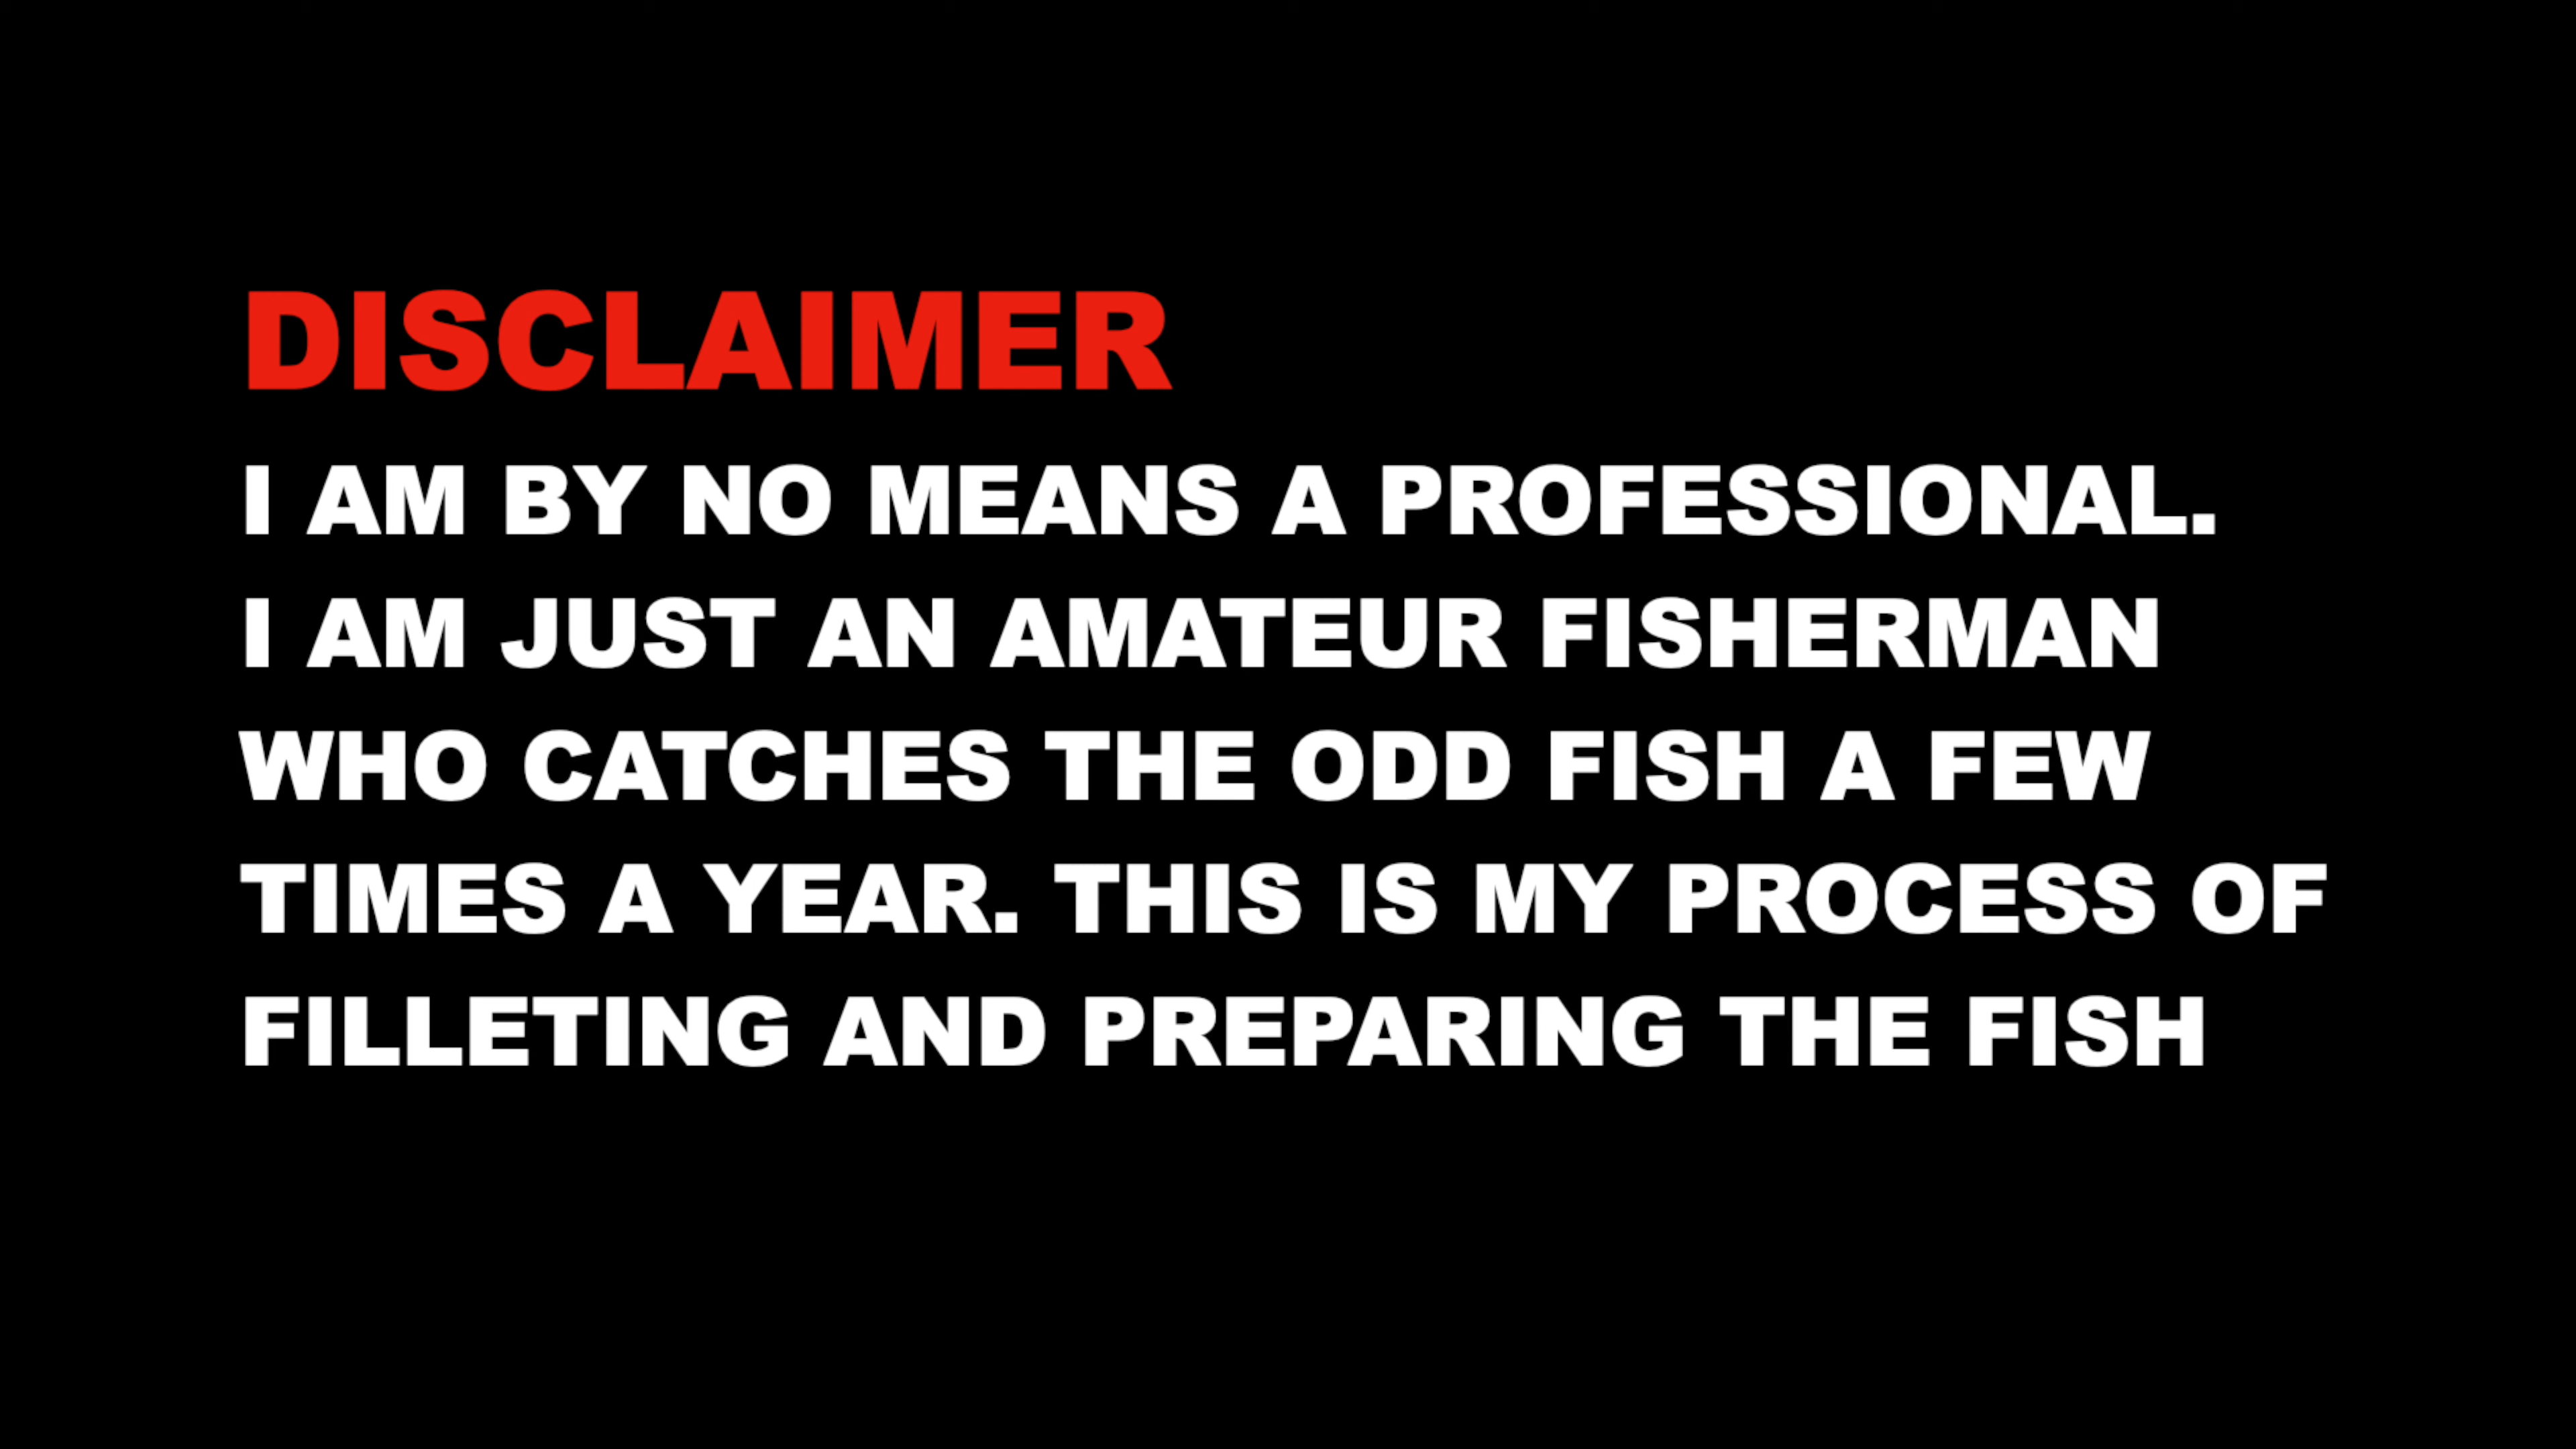 DISCLAIMER
I AM BY NO MEANS A PROFESSIONAL.
I AM JUST AN AMATEUR FISHERMAN
WHO CATCHES THE ODD FISH A FEW
TIMES A YEAR. THIS IS MY PROCESS OF
FILLETING AND PREPARING THE FISH